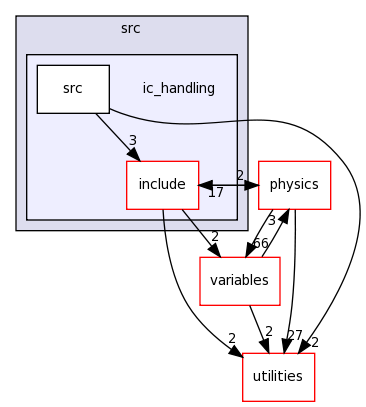 src
src
ic_handling
3
include
2
17
physics
2
3
66
variables
2
2
27
2
utilities